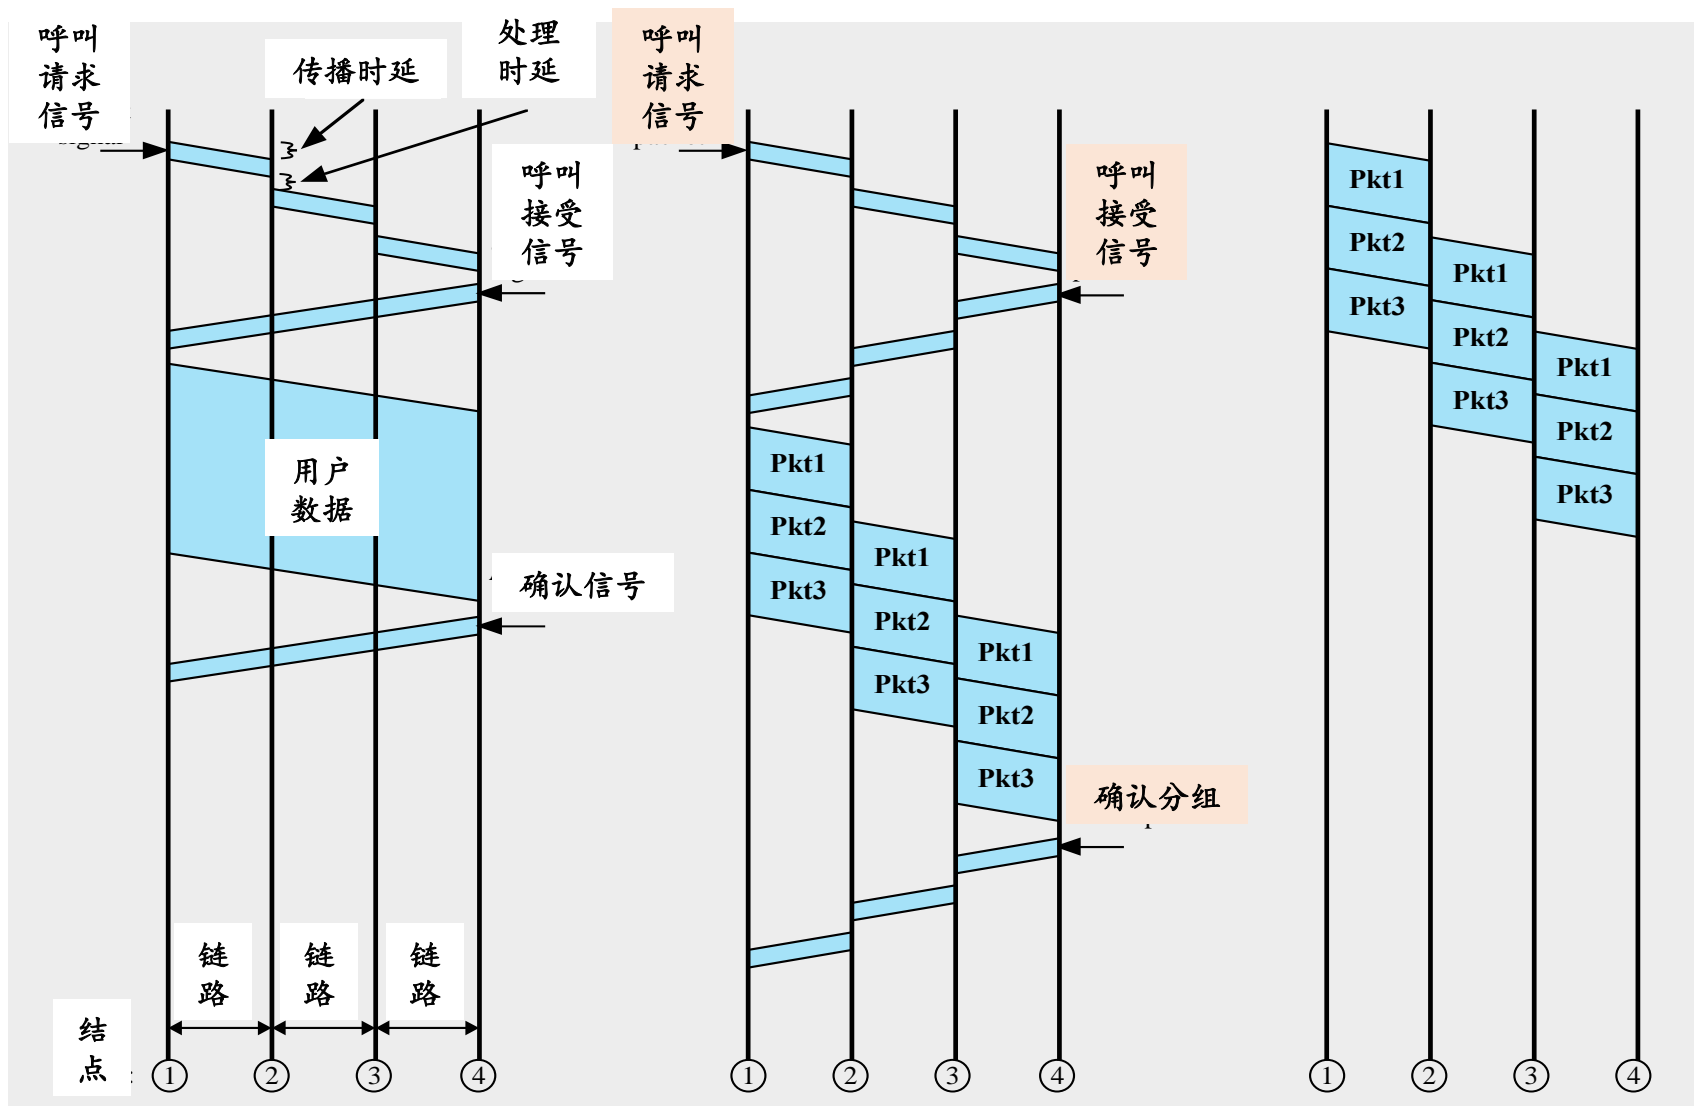 呼叫
请求
信号
传播时延
处理
时延
呼叫
接受
信号
用户
数据
确认信号
链
路
链
路
链
路
结
点
1
2
3
4
呼叫
请求
信号
呼叫
接受
信号
Pkt1
Pkt2
Pkt3
Pkt1
Pkt2
Pkt3
Pkt1
Pkt2
Pkt3
确认分组
1
2
3
4
Pkt1
Pkt2
Pkt3
Pkt1
Pkt2
Pkt3
Pkt1
Pkt2
Pkt3
1
2
3
4